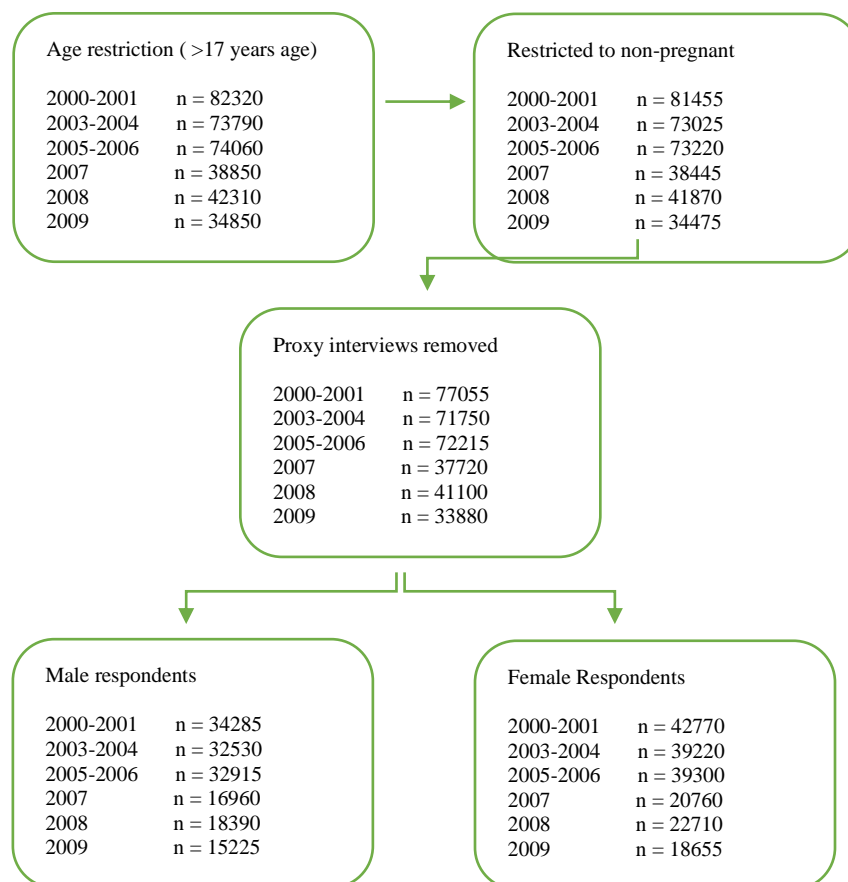 Age restriction ( >17 years age)
2000-2001 n = 82320
2003-2004 n = 73790
2005-2006 n = 74060
2007 n = 38850
2008 n = 42310
2009 n = 34850
Restricted to non-pregnant
2000-2001 n = 81455
2003-2004 n = 73025
2005-2006 n = 73220
2007 n = 38445
2008 n = 41870
2009 n = 34475
Proxy interviews removed
2000-2001 n = 77055
2003-2004 n = 71750
2005-2006 n = 72215
2007 n = 37720
2008 n = 41100
2009 n = 33880
Male respondents
2000-2001 n = 34285
2003-2004 n = 32530
2005-2006 n = 32915
2007 n = 16960
2008 n = 18390
2009 n = 15225
Female Respondents
2000-2001 n = 42770
2003-2004 n = 39220
2005-2006 n = 39300
2007 n = 20760
2008 n = 22710
2009 n = 18655